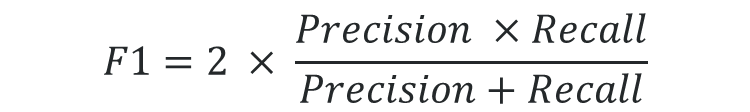 F1 = 2 × Precision × Recall
Precision + Recall